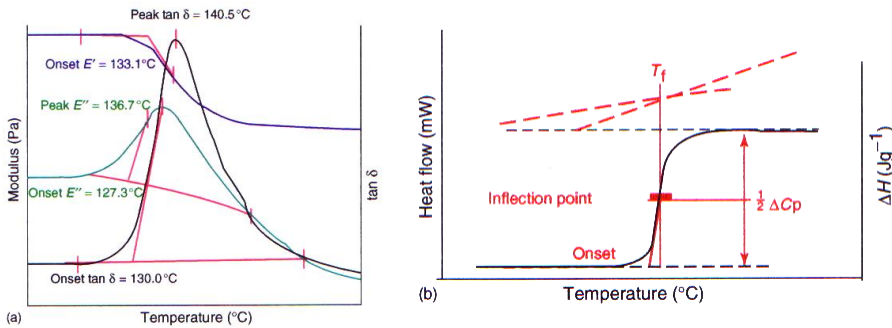 Peak tan δ = 140.5°C
Onset E′ = 133.1°C
Peak E″ = 136.7°C
Onset E″ = 127.3°C
Onset tan δ = 130.0°C
Modulus (Pa)
tan δ
Temperature (°C)
(a)
T_f
Heat flow (mW)
ΔH (Jg⁻¹)
Inflection point
½ ΔCp
Onset
Temperature (°C)
(b)